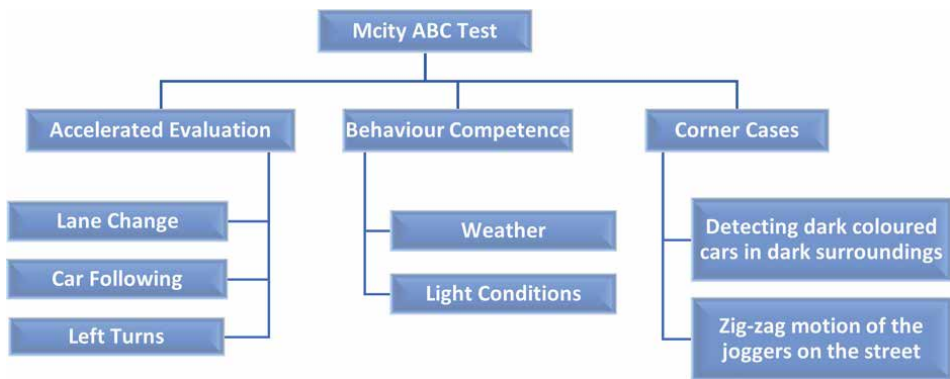 Mcity ABC Test
Accelerated Evaluation
Behaviour Competence
Corner Cases
Lane Change
Car Following
Left Turns
Weather
Light Conditions
Detecting dark coloured
cars in dark surroundings
Zig-zag motion of the
joggers on the street